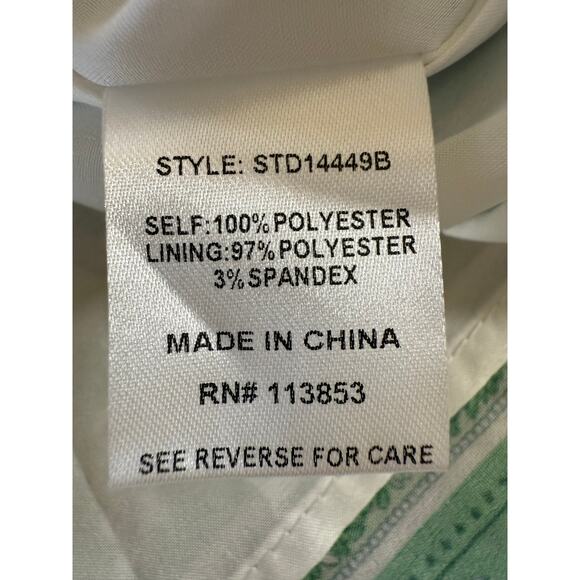 STYLE: STD14449B
SELF:100% POLYESTER
LINING:97% POLYESTER
3% SPANDEX
MADE IN CHINA
RN# 113853
SEE REVERSE FOR CARE